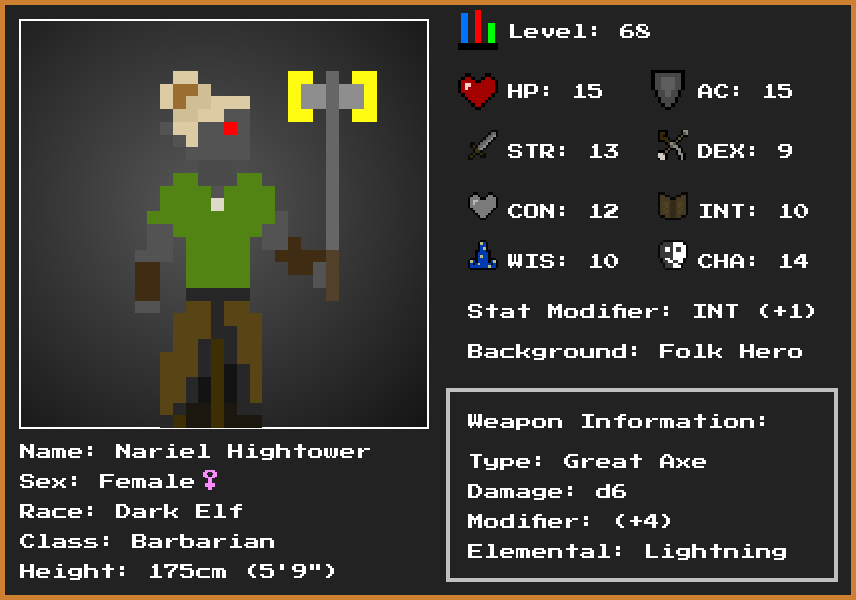 Level: 68
HP: 15 AC: 15
STR: 13 DEX: 9
CON: 12 INT: 10
WIS: 10 CHA: 14
Stat Modifier: INT (+1)
Background: Folk Hero
Weapon Information:
Type: Great Axe
Damage: d6
Modifier: (+4)
Elemental: Lightning
Name: Nariel Hightower
Sex: Female♀
Race: Dark Elf
Class: Barbarian
Height: 175cm (5'9")